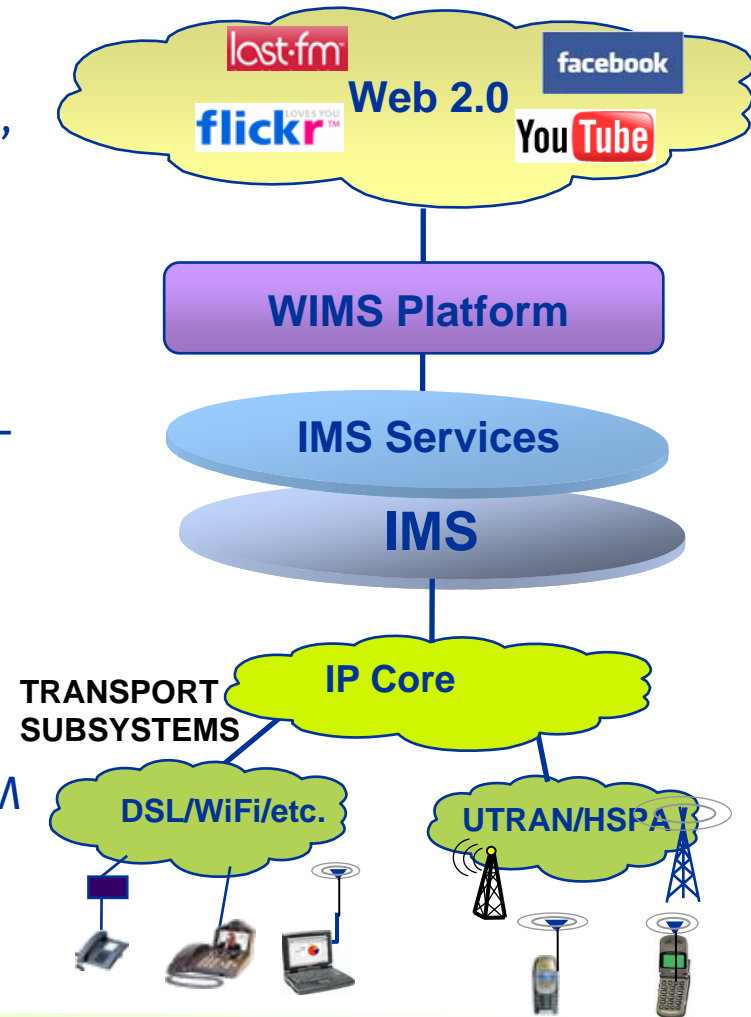 last·fm
facebook
Web 2.0
,
LOVES YOU
flickr™
YouTube
WIMS Platform
IMS Services
–
IMS
IP Core
TRANSPORT
SUBSYSTEMS
M
DSL/WiFi/etc.
UTRAN/HSPA